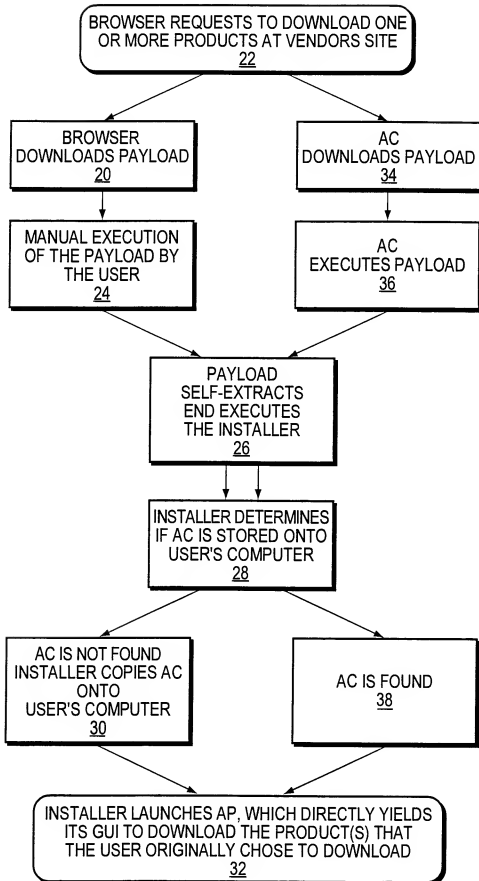 BROWSER REQUESTS TO DOWNLOAD ONE
OR MORE PRODUCTS AT VENDORS SITE
22
BROWSER
DOWNLOADS PAYLOAD
20
AC
DOWNLOADS PAYLOAD
34
MANUAL EXECUTION
OF THE PAYLOAD BY
THE USER
24
AC
EXECUTES PAYLOAD
36
PAYLOAD
SELF-EXTRACTS
END EXECUTES
THE INSTALLER
26
INSTALLER DETERMINES
IF AC IS STORED ONTO
USER'S COMPUTER
28
AC IS NOT FOUND
INSTALLER COPIES AC
ONTO
USER'S COMPUTER
30
AC IS FOUND
38
INSTALLER LAUNCHES AP, WHICH DIRECTLY YIELDS
ITS GUI TO DOWNLOAD THE PRODUCT(S) THAT
THE USER ORIGINALLY CHOSE TO DOWNLOAD
32